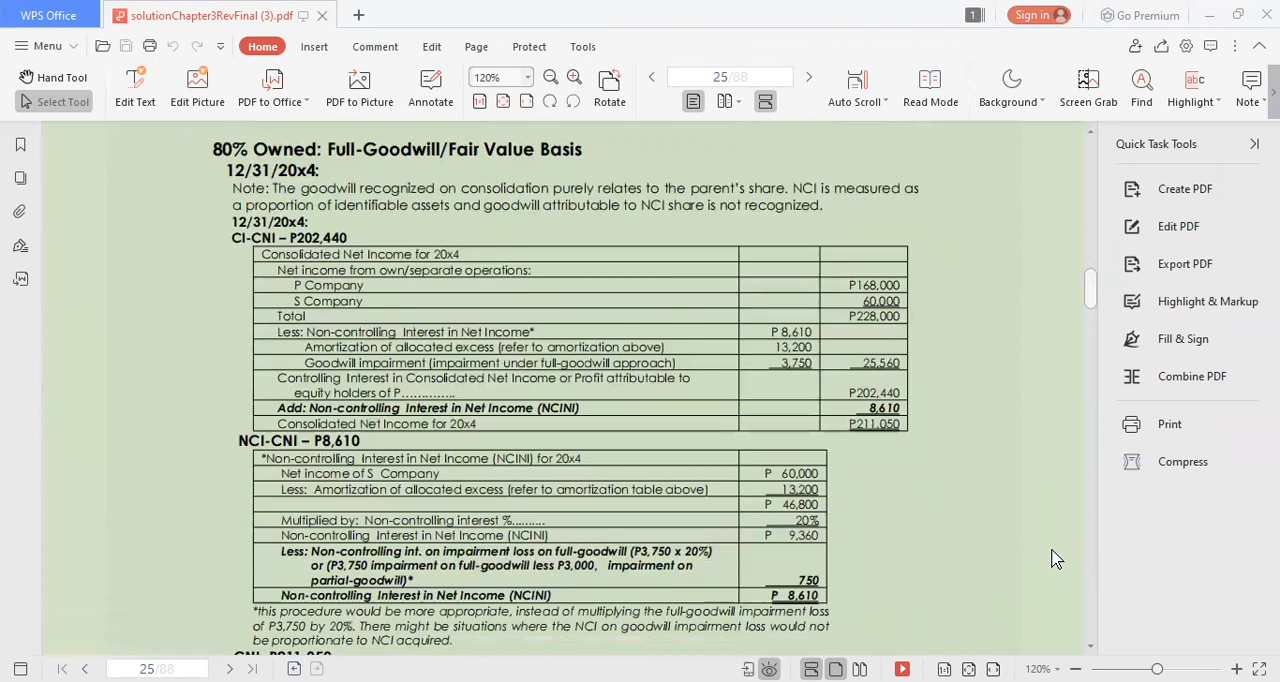 WPS Office
solutionChapter3RevFinal (3).pdf
1
Sign in
Go Premium
Menu
Home Insert Comment Edit Page Protect Tools
Hand Tool
Select Tool
Edit Text
Edit Picture
PDF to Office
PDF to Picture
Annotate
120%
Rotate
25/88
Auto Scroll
Read Mode
Background
Screen Grab
Find
Highlight
Note
80% Owned: Full-Goodwill/Fair Value Basis
12/31/20x4:
Note: The goodwill recognized on consolidation purely relates to the parent's share. NCI is measured as
a proportion of identifiable assets and goodwill attributable to NCI share is not recognized.
12/31/20x4:
CI-CNI – P202,440
Consolidated Net Income for 20x4
Net income from own/separate operations:
P Company P168,000
S Company 60,000
Total P228,000
Less: Non-controlling Interest in Net Income* P 8,610
Amortization of allocated excess (refer to amortization above) 13,200
Goodwill impairment (impairment under full-goodwill approach) 3,750 25,560
Controlling Interest in Consolidated Net Income or Profit attributable to
equity holders of P………….. P202,440
Add: Non-controlling Interest in Net Income (NCINI) 8,610
Consolidated Net Income for 20x4 P211,050
NCI-CNI – P8,610
*Non-controlling Interest in Net Income (NCINI) for 20x4
Net income of S Company P 60,000
Less: Amortization of allocated excess (refer to amortization table above) 13,200
P 46,800
Multiplied by: Non-controlling interest %.......... 20%
Non-controlling Interest in Net Income (NCINI) P 9,360
Less: Non-controlling int. on impairment loss on full-goodwill (P3,750 x 20%)
or (P3,750 impairment on full-goodwill less P3,000, impairment on
partial-goodwill)* 750
Non-controlling Interest in Net Income (NCINI) P 8,610
*this procedure would be more appropriate, instead of multiplying the full-goodwill impairment loss
of P3,750 by 20%. There might be situations where the NCI on goodwill impairment loss would not
be proportionate to NCI acquired.
CNI, P211,050
Quick Task Tools
Create PDF
Edit PDF
Export PDF
Highlight & Markup
Fill & Sign
Combine PDF
Print
Compress
25/88
120%